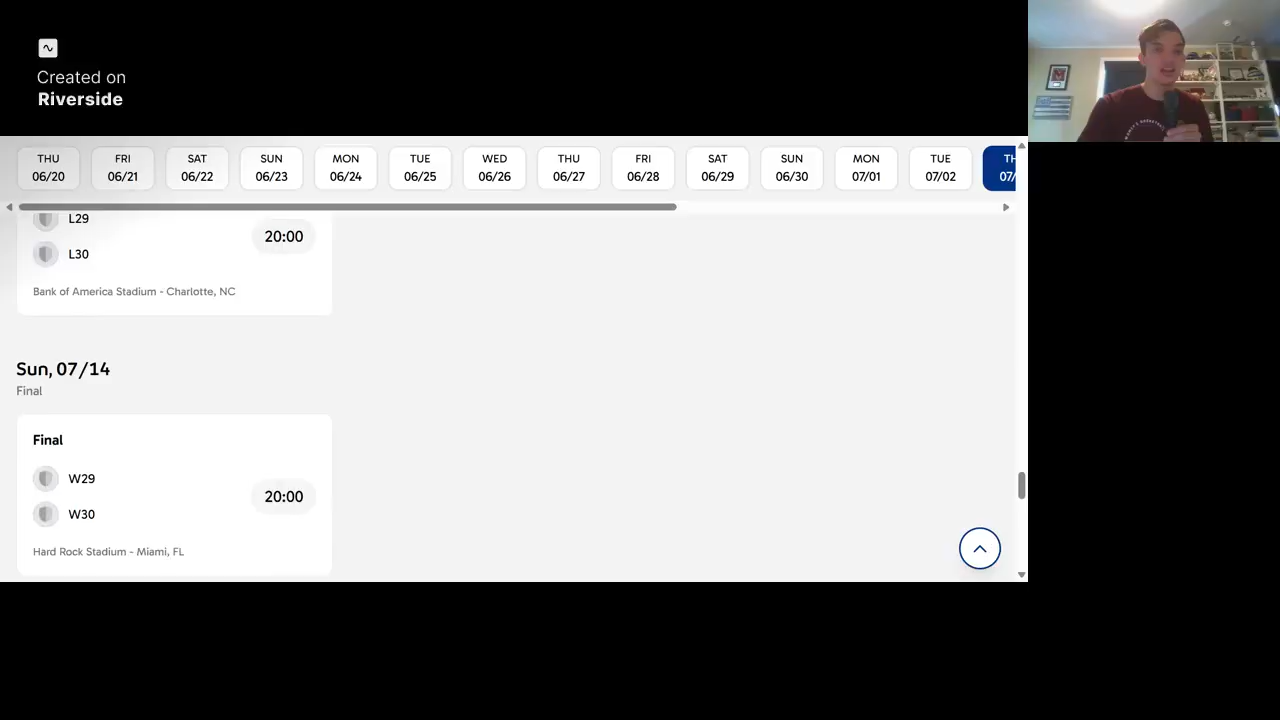 Created on
Riverside
THU
06/20
FRI
06/21
SAT
06/22
SUN
06/23
MON
06/24
TUE
06/25
WED
06/26
THU
06/27
FRI
06/28
SAT
06/29
SUN
06/30
MON
07/01
TUE
07/02
TH
07/
L29
L30
20:00
Bank of America Stadium - Charlotte, NC
Sun, 07/14
Final
Final
W29
W30
20:00
Hard Rock Stadium - Miami, FL